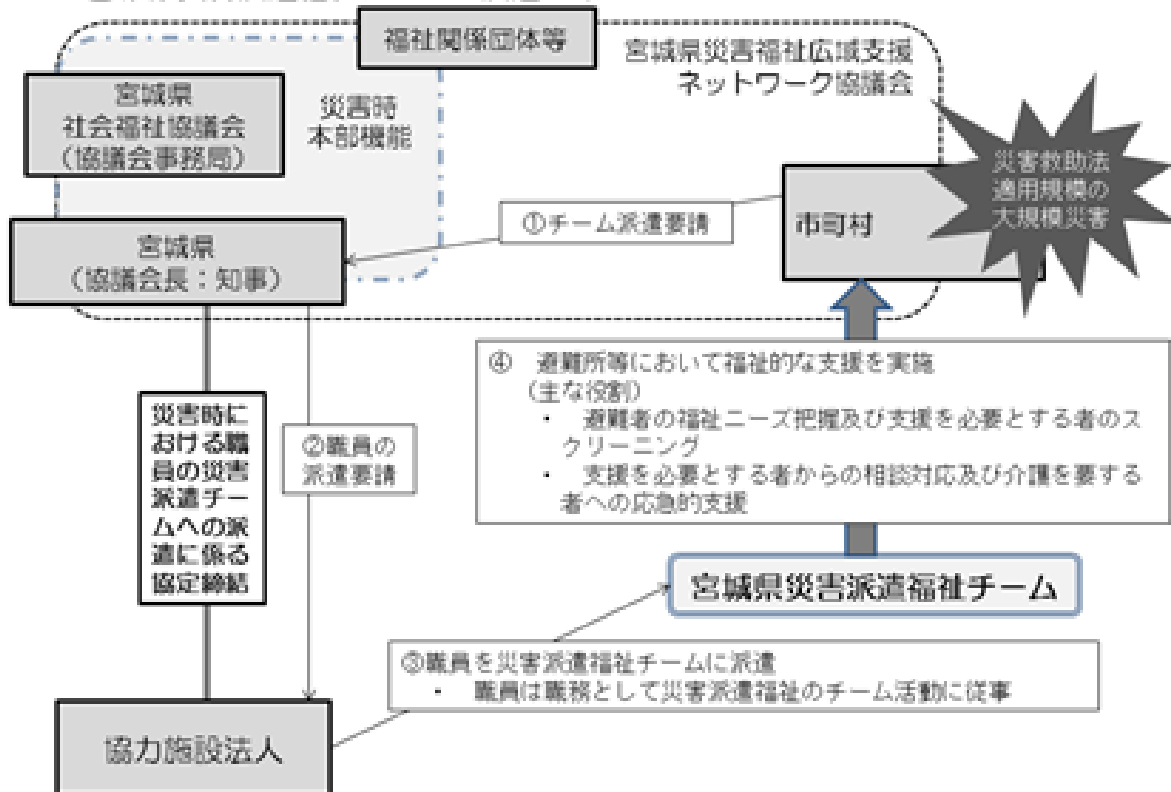 福祉関係団体等
宮城県災害福祉広域支援
ネットワーク協議会
宮城県
社会福祉協議会
(協議会事務局)
災害時
本部機能
災害救助法
適用規模の
大規模災害
市町村
①チーム派遣要請
宮城県
(協議会長:知事)
災害時に
おける職
員の災害
派遣チー
ムへの派
遣に係る
協定締結
②職員の
派遣要請
④ 避難所等において福祉的な支援を実施
(主な役割)
・ 避難者の福祉ニーズ把握及び支援を必要とする者のス
クリーニング
・ 支援を必要とする者からの相談対応及び介護を要する
者への応急的支援
宮城県災害派遣福祉チーム
③職員を災害派遣福祉チームに派遣
・ 職員は職務として災害派遣福祉のチーム活動に従事
協力施設法人